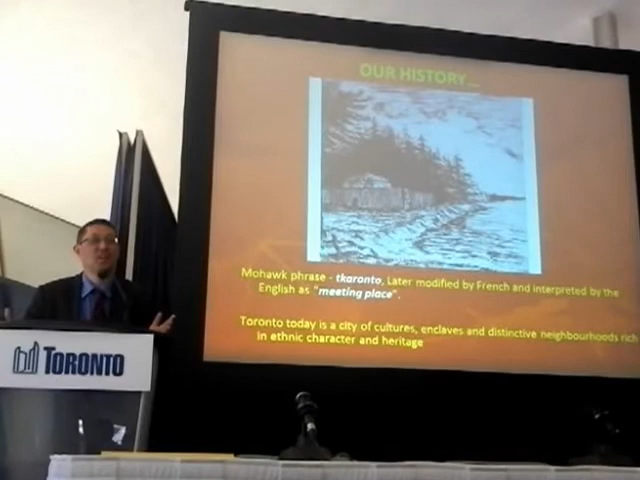 OUR HISTORY...
Mohawk phrase - tkaronto, Later modified by French and interpreted by the
English as "meeting place".
Toronto today is a city of cultures, enclaves and distinctive neighbourhoods rich
in ethnic character and heritage
TORONTO